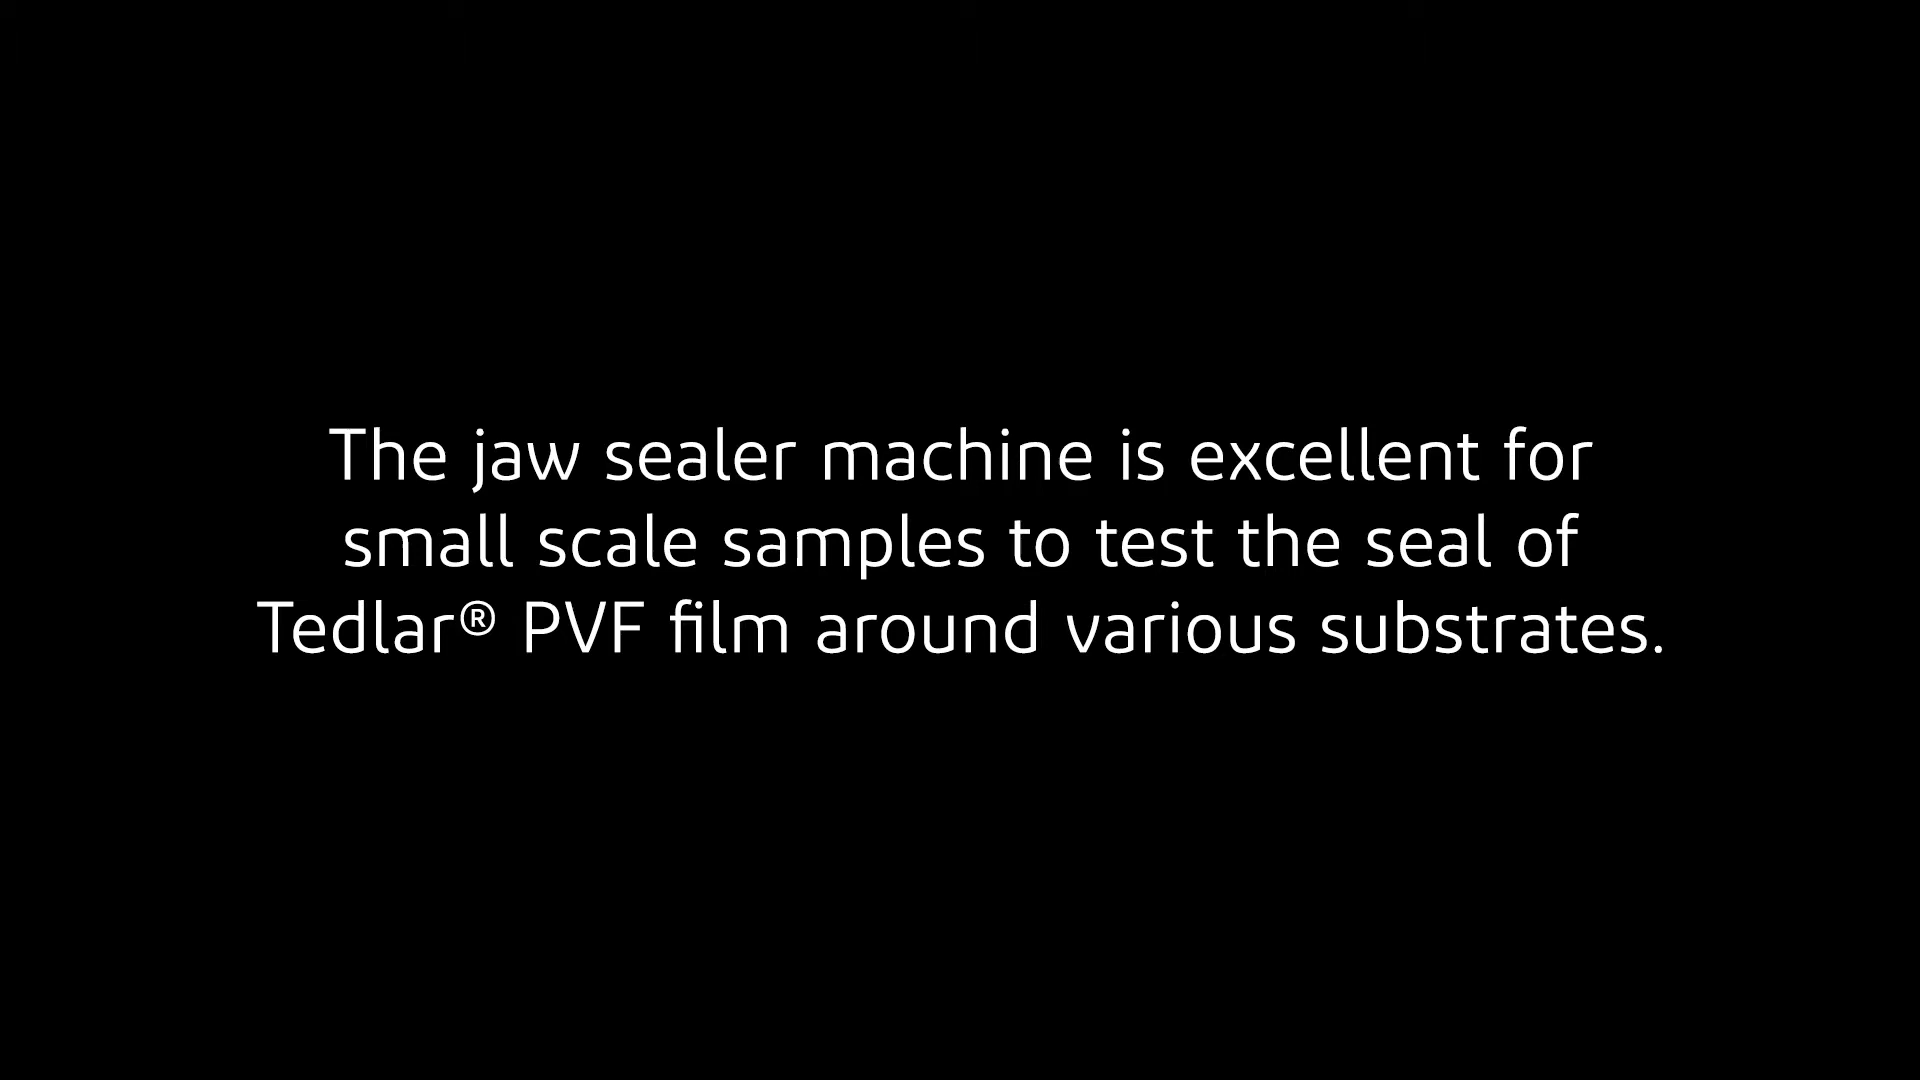 The jaw sealer machine is excellent for
small scale samples to test the seal of
Tedlar® PVF film around various substrates.